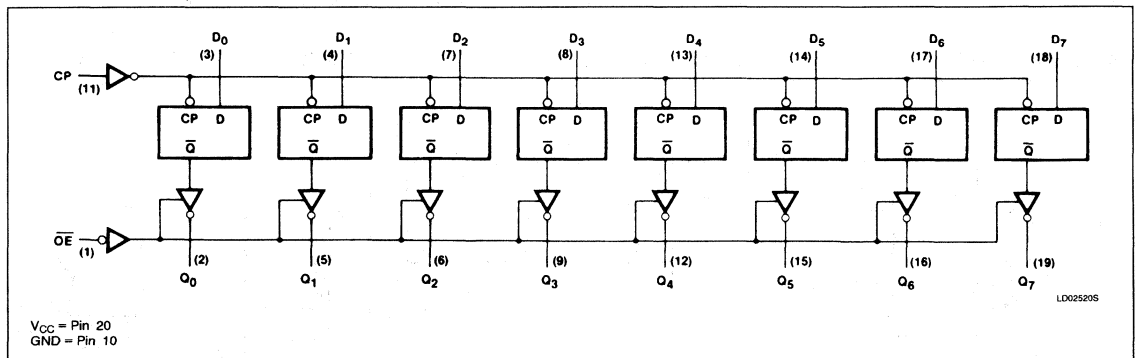 D₀ D₁ D₂ D₃ D₄ D₅ D₆ D₇
(3) (4) (7) (8) (13) (14) (17) (18)
CP
(11)
CP D CP D CP D CP D CP D CP D CP D CP D
Q̅ Q̅ Q̅ Q̅ Q̅ Q̅ Q̅ Q̅
O̅E̅
(1)
(2) (5) (6) (9) (12) (15) (16) (19)
Q₀ Q₁ Q₂ Q₃ Q₄ Q₅ Q₆ Q₇
LD02520S
V_CC = Pin 20
GND = Pin 10